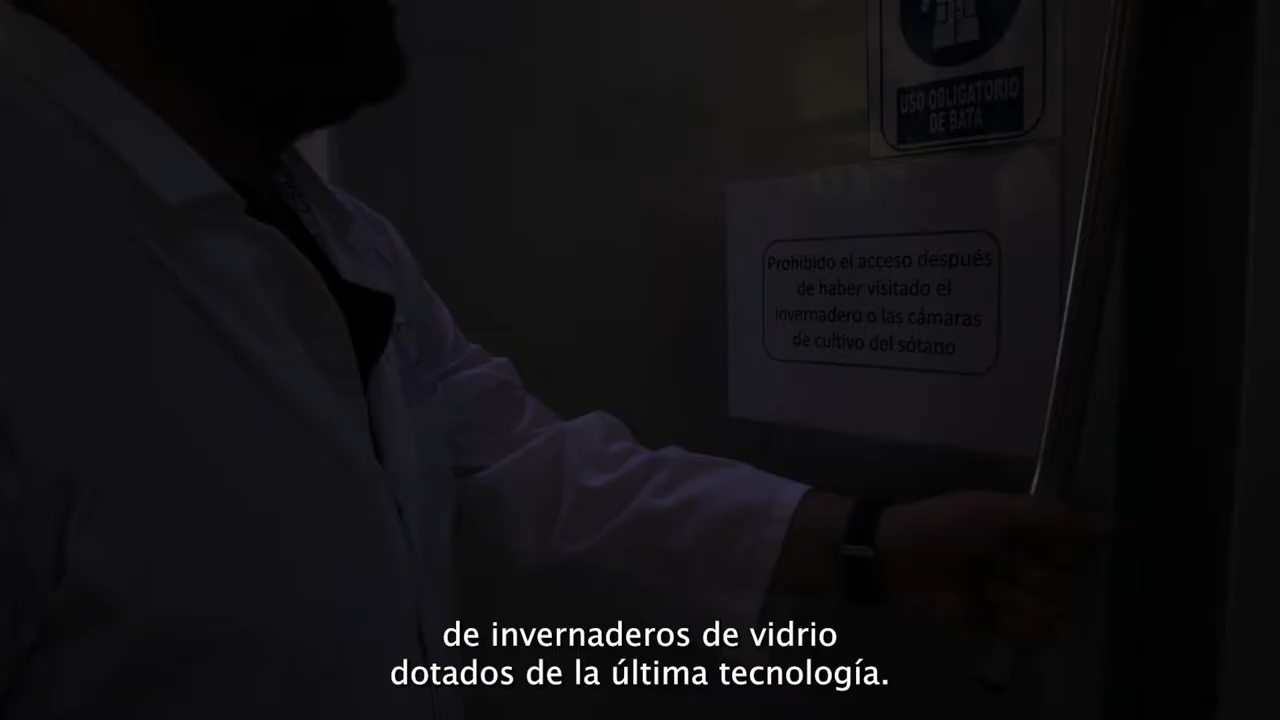 USO OBLIGATORIO
DE BATA
Prohibido el acceso después
de haber visitado el
invernadero o las cámaras
de cultivo del sótano
de invernaderos de vidrio
dotados de la última tecnología.